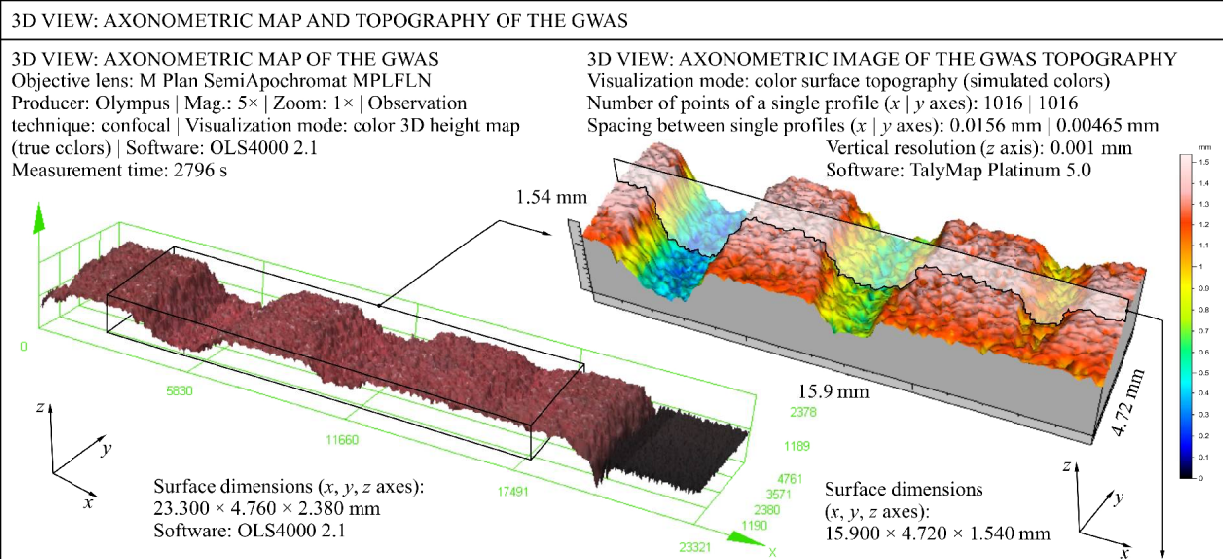 3D VIEW: AXONOMETRIC MAP AND TOPOGRAPHY OF THE GWAS
3D VIEW: AXONOMETRIC MAP OF THE GWAS
Objective lens: M Plan SemiApochromat MPLFLN
Producer: Olympus | Mag.: 5× | Zoom: 1× | Observation
technique: confocal | Visualization mode: color 3D height map
(true colors) | Software: OLS4000 2.1
Measurement time: 2796 s
0
5830
11660
17491
23321
X
2378
1189
4761
3571
2380
1190
z
y
x
Surface dimensions (x, y, z axes):
23.300 × 4.760 × 2.380 mm
Software: OLS4000 2.1
3D VIEW: AXONOMETRIC IMAGE OF THE GWAS TOPOGRAPHY
Visualization mode: color surface topography (simulated colors)
Number of points of a single profile (x | y axes): 1016 | 1016
Spacing between single profiles (x | y axes): 0.0156 mm | 0.00465 mm
Vertical resolution (z axis): 0.001 mm
Software: TalyMap Platinum 5.0
1.54 mm
15.9 mm
4.72 mm
mm
1.5
1.4
1.3
1.2
1.1
1
0.9
0.8
0.7
0.6
0.5
0.4
0.3
0.2
0.1
0
Surface dimensions
(x, y, z axes):
15.900 × 4.720 × 1.540 mm
z
y
x